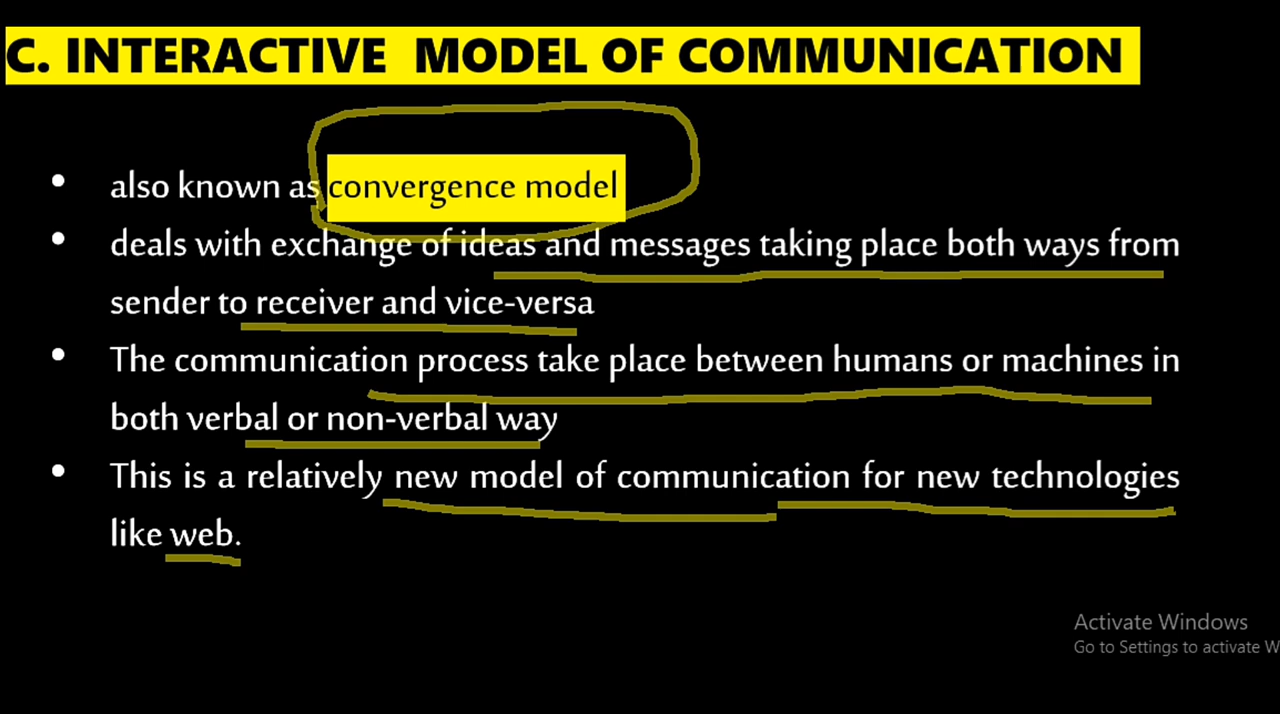 C. INTERACTIVE MODEL OF COMMUNICATION
• also known as convergence model
• deals with exchange of ideas and messages taking place both ways from
sender to receiver and vice-versa
• The communication process take place between humans or machines in
both verbal or non-verbal way
• This is a relatively new model of communication for new technologies
like web.
Activate Windows
Go to Settings to activate W